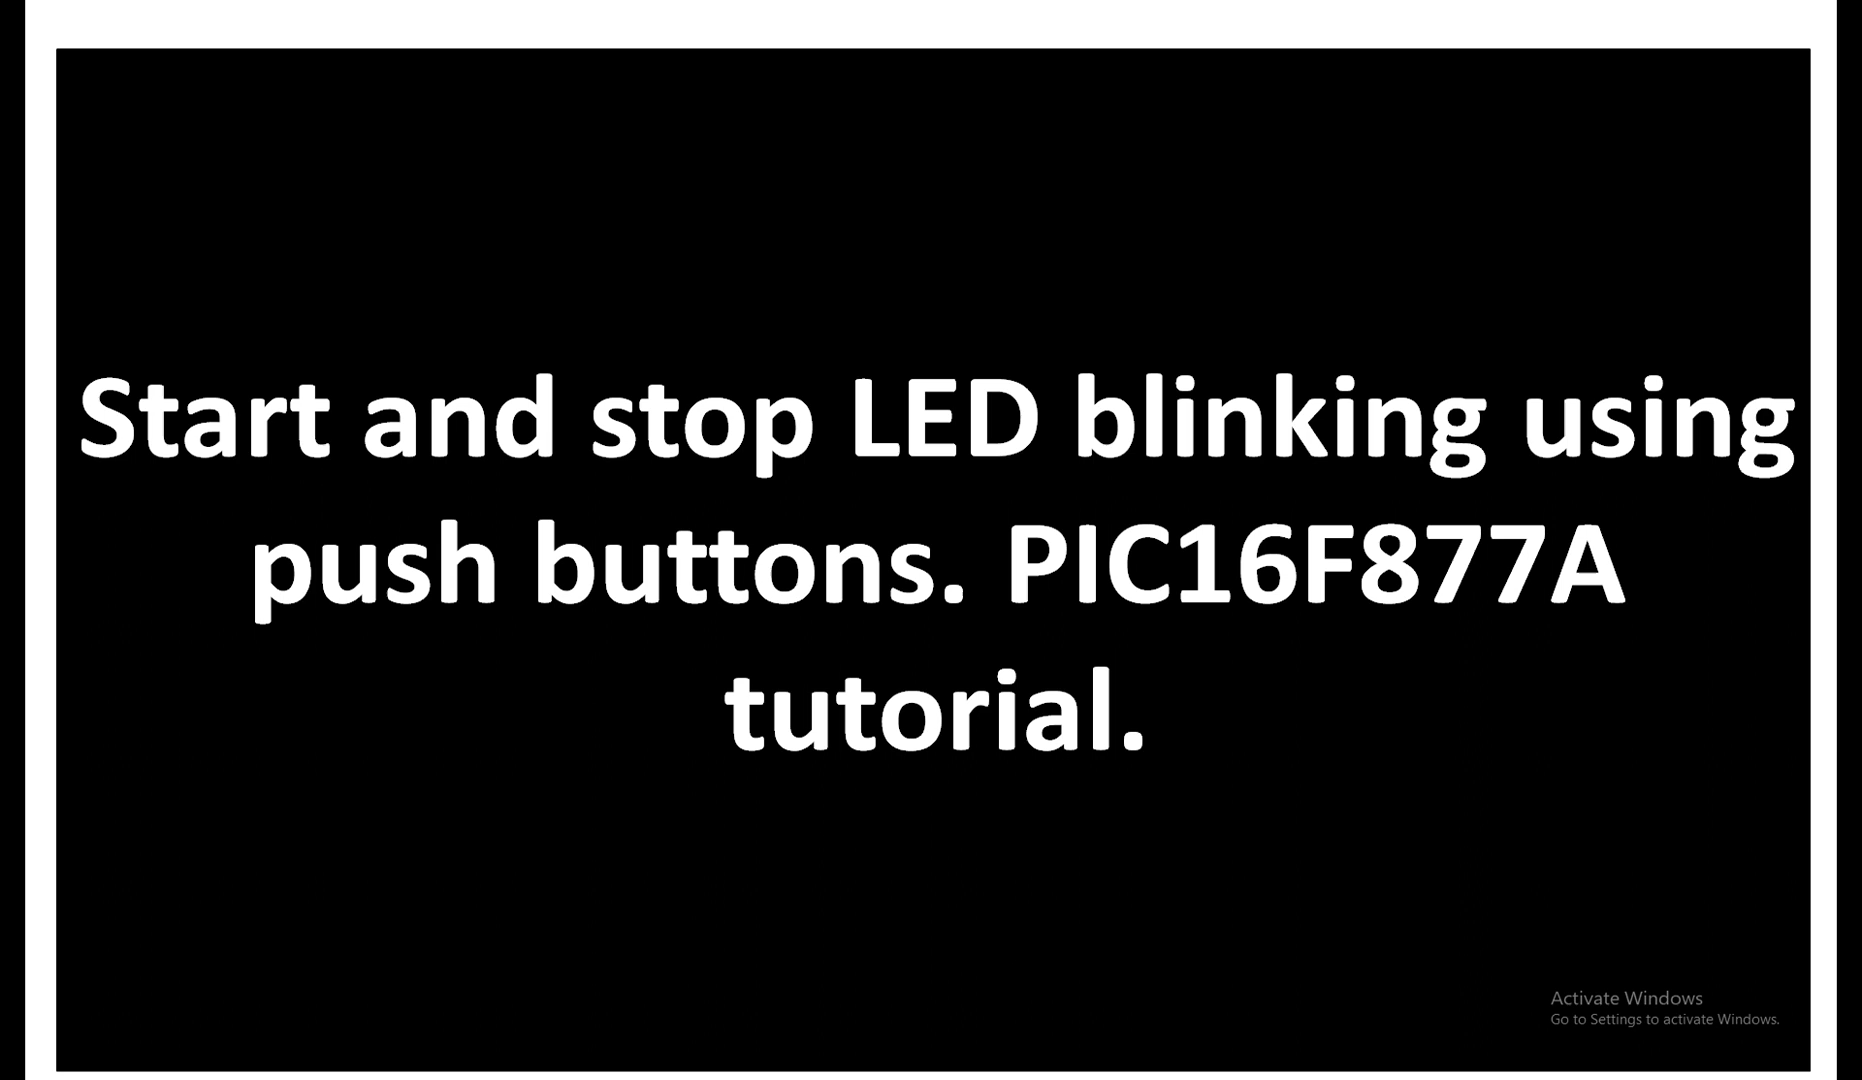 Start and stop LED blinking using
push buttons. PIC16F877A
tutorial.
Activate Windows
Go to Settings to activate Windows.